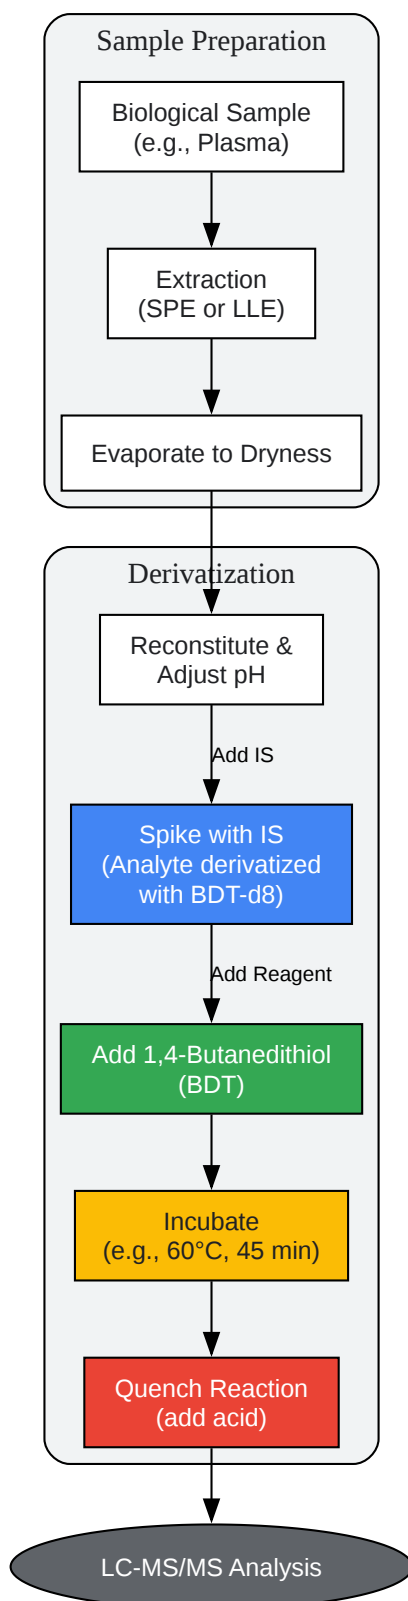 Sample Preparation
Biological Sample
(e.g., Plasma)
Extraction
(SPE or LLE)
Evaporate to Dryness
Derivatization
Reconstitute &
Adjust pH
Add IS
Spike with IS
(Analyte derivatized
with BDT-d8)
Add Reagent
Add 1,4-Butanedithiol
(BDT)
Incubate
(e.g., 60°C, 45 min)
Quench Reaction
(add acid)
LC-MS/MS Analysis